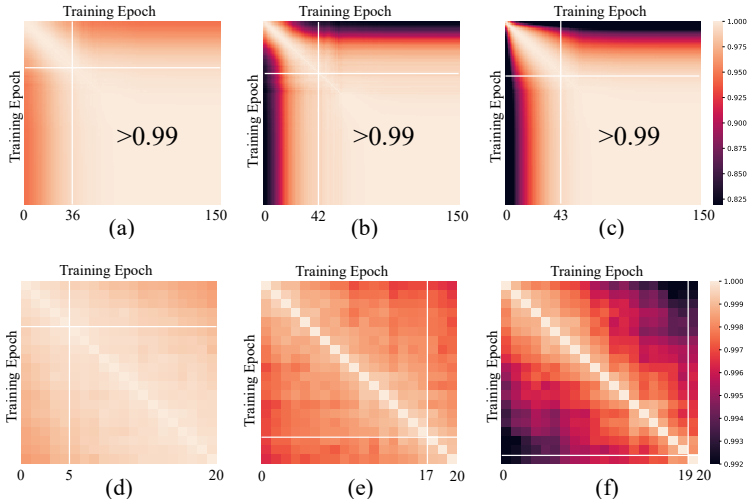 Training Epoch Training Epoch Training Epoch
Training Epoch Training Epoch Training Epoch
>0.99 >0.99 >0.99
1.000
0.975
0.950
0.925
0.900
0.875
0.850
0.825
0 36 150 0 42 150 0 43 150
(a) (b) (c)
Training Epoch Training Epoch Training Epoch
Training Epoch Training Epoch Training Epoch
1.000
0.999
0.998
0.997
0.996
0.995
0.994
0.993
0.992
0 5 20 0 17 20 0 19 20
(d) (e) (f)